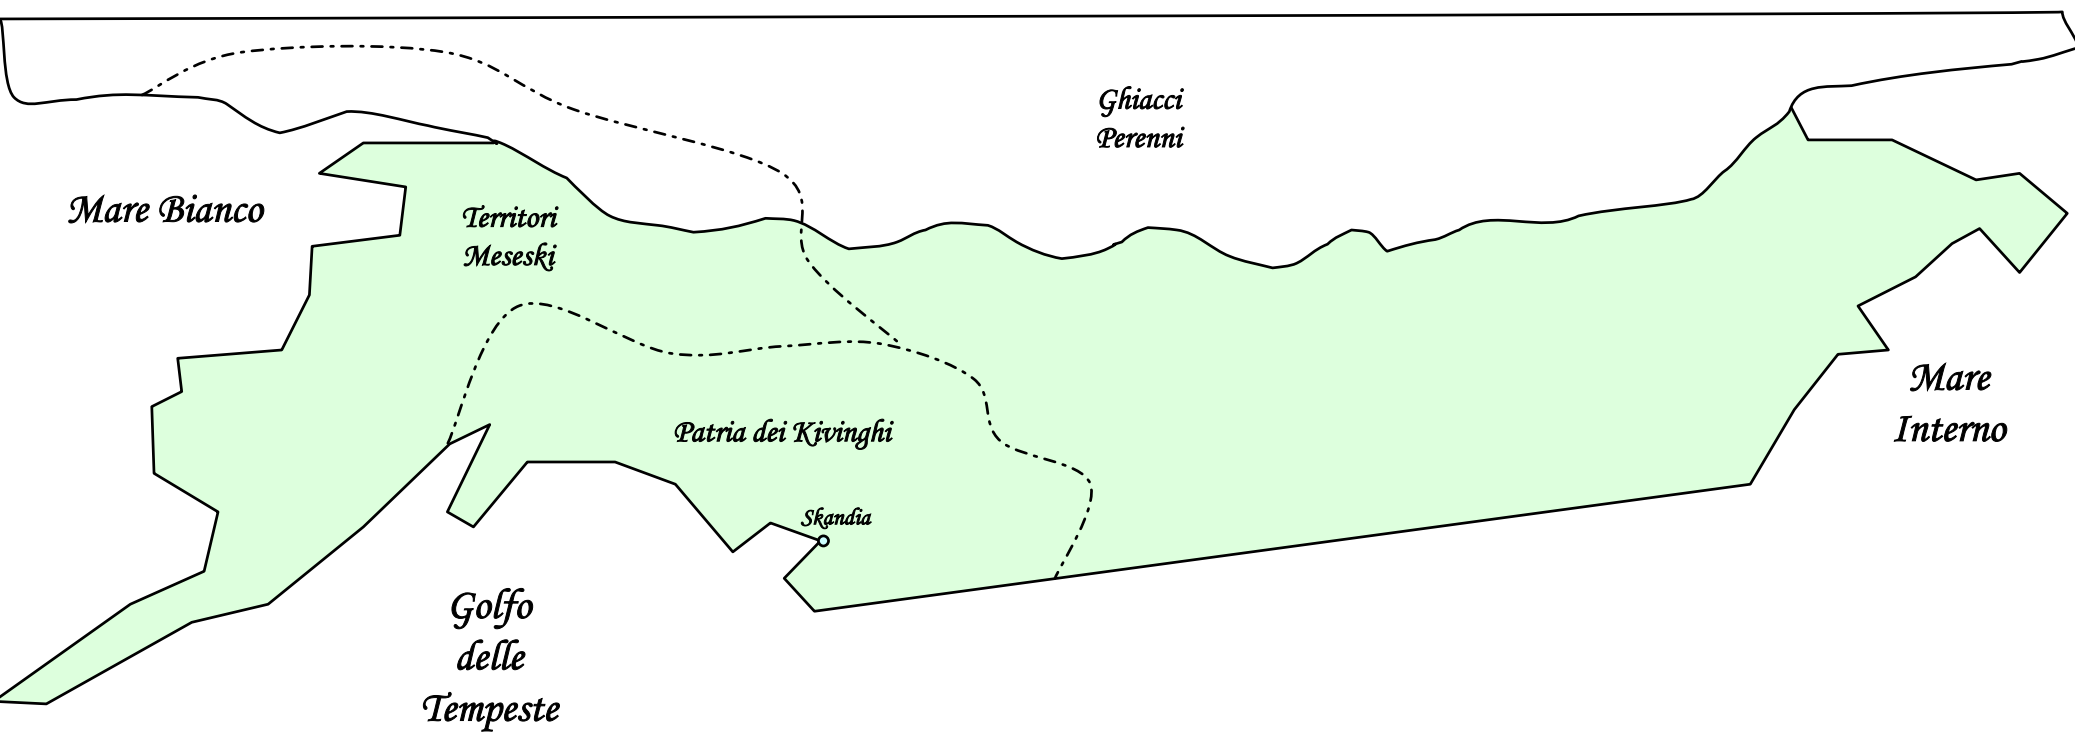 Ghiacci
Perenni
Mare Bianco
Territori
Meseski
Mare
Interno
Patria dei Kivinghi
Skandia
Golfo
delle
Tempeste